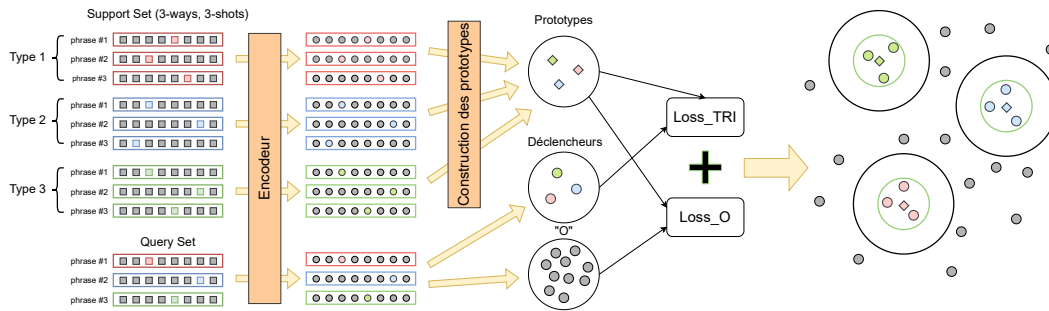 Support Set (3-ways, 3-shots)
Type 1
phrase #1
phrase #2
phrase #3
Type 2
phrase #1
phrase #2
phrase #3
Type 3
phrase #1
phrase #2
phrase #3
Query Set
phrase #1
phrase #2
phrase #3
Encodeur
Construction des prototypes
Prototypes
Déclencheurs
"O"
Loss_TRI
+
Loss_O